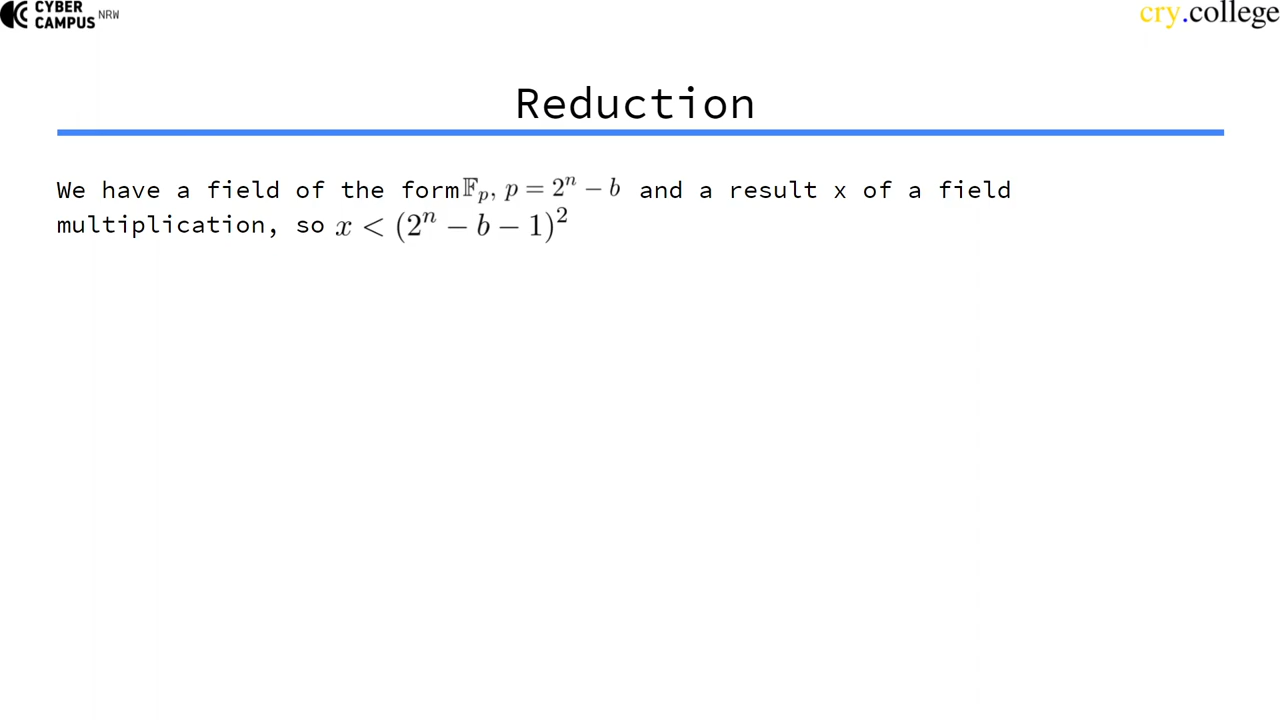 CYBER
CAMPUS NRW
cry.college
Reduction
We have a field of the form 𝔽ₚ, p = 2ⁿ − b and a result x of a field
multiplication, so x < (2ⁿ − b − 1)²